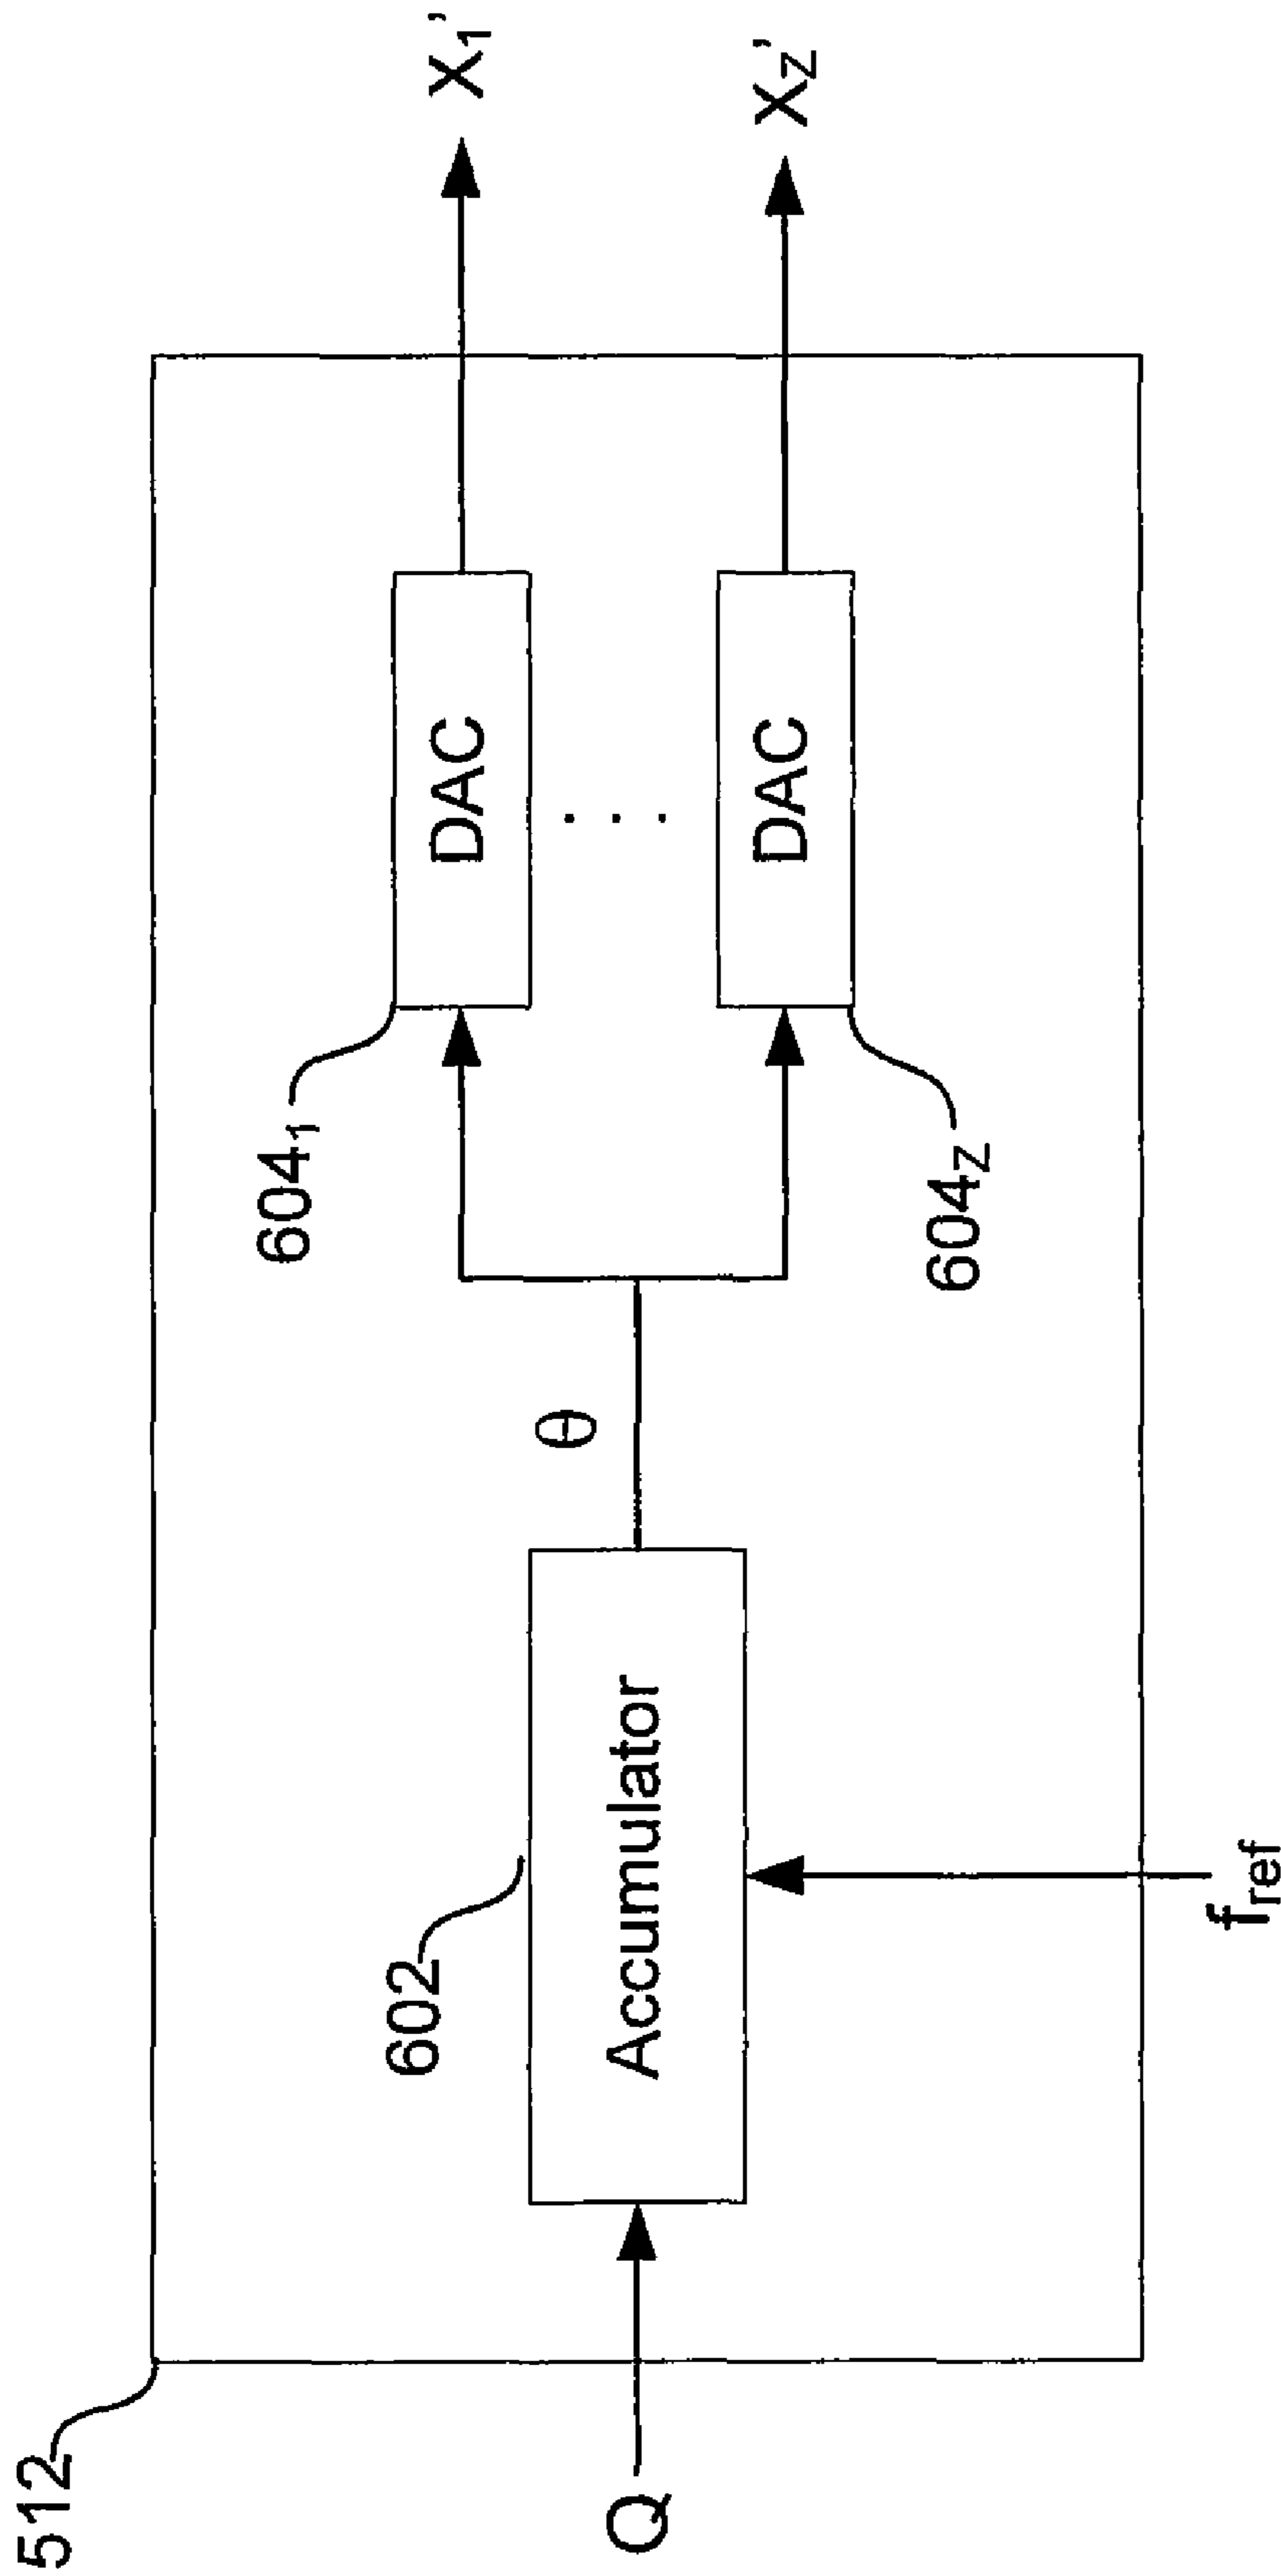 512
602
604₁
604Z
Q
Accumulator
θ
DAC
. . .
DAC
X₁'
XZ'
fref